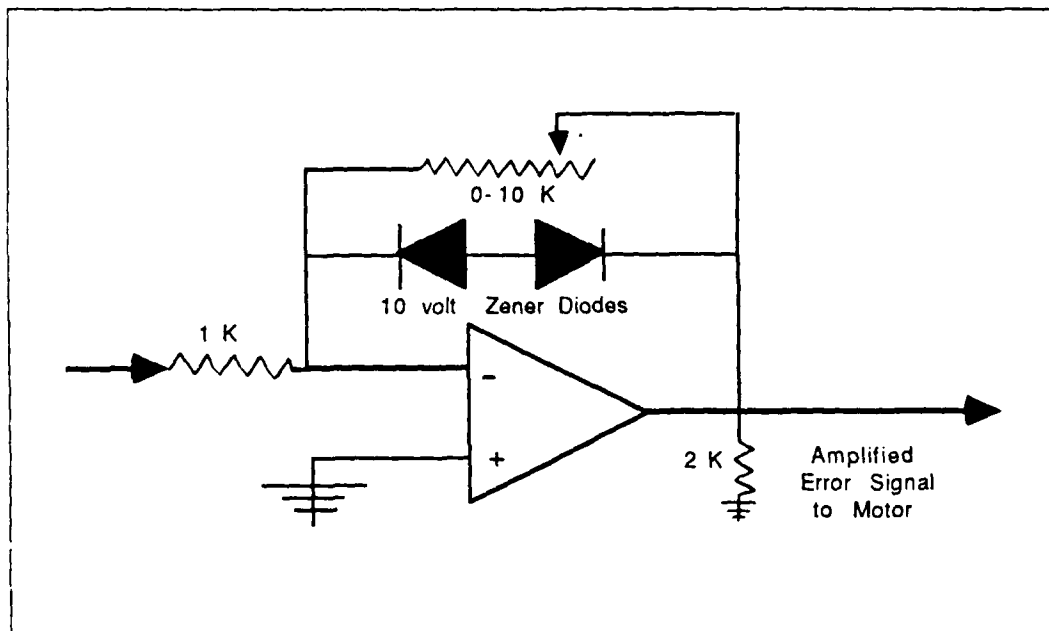 0-10 K
10 volt Zener Diodes
1 K
-
+
2 K
Amplified
Error Signal
to Motor